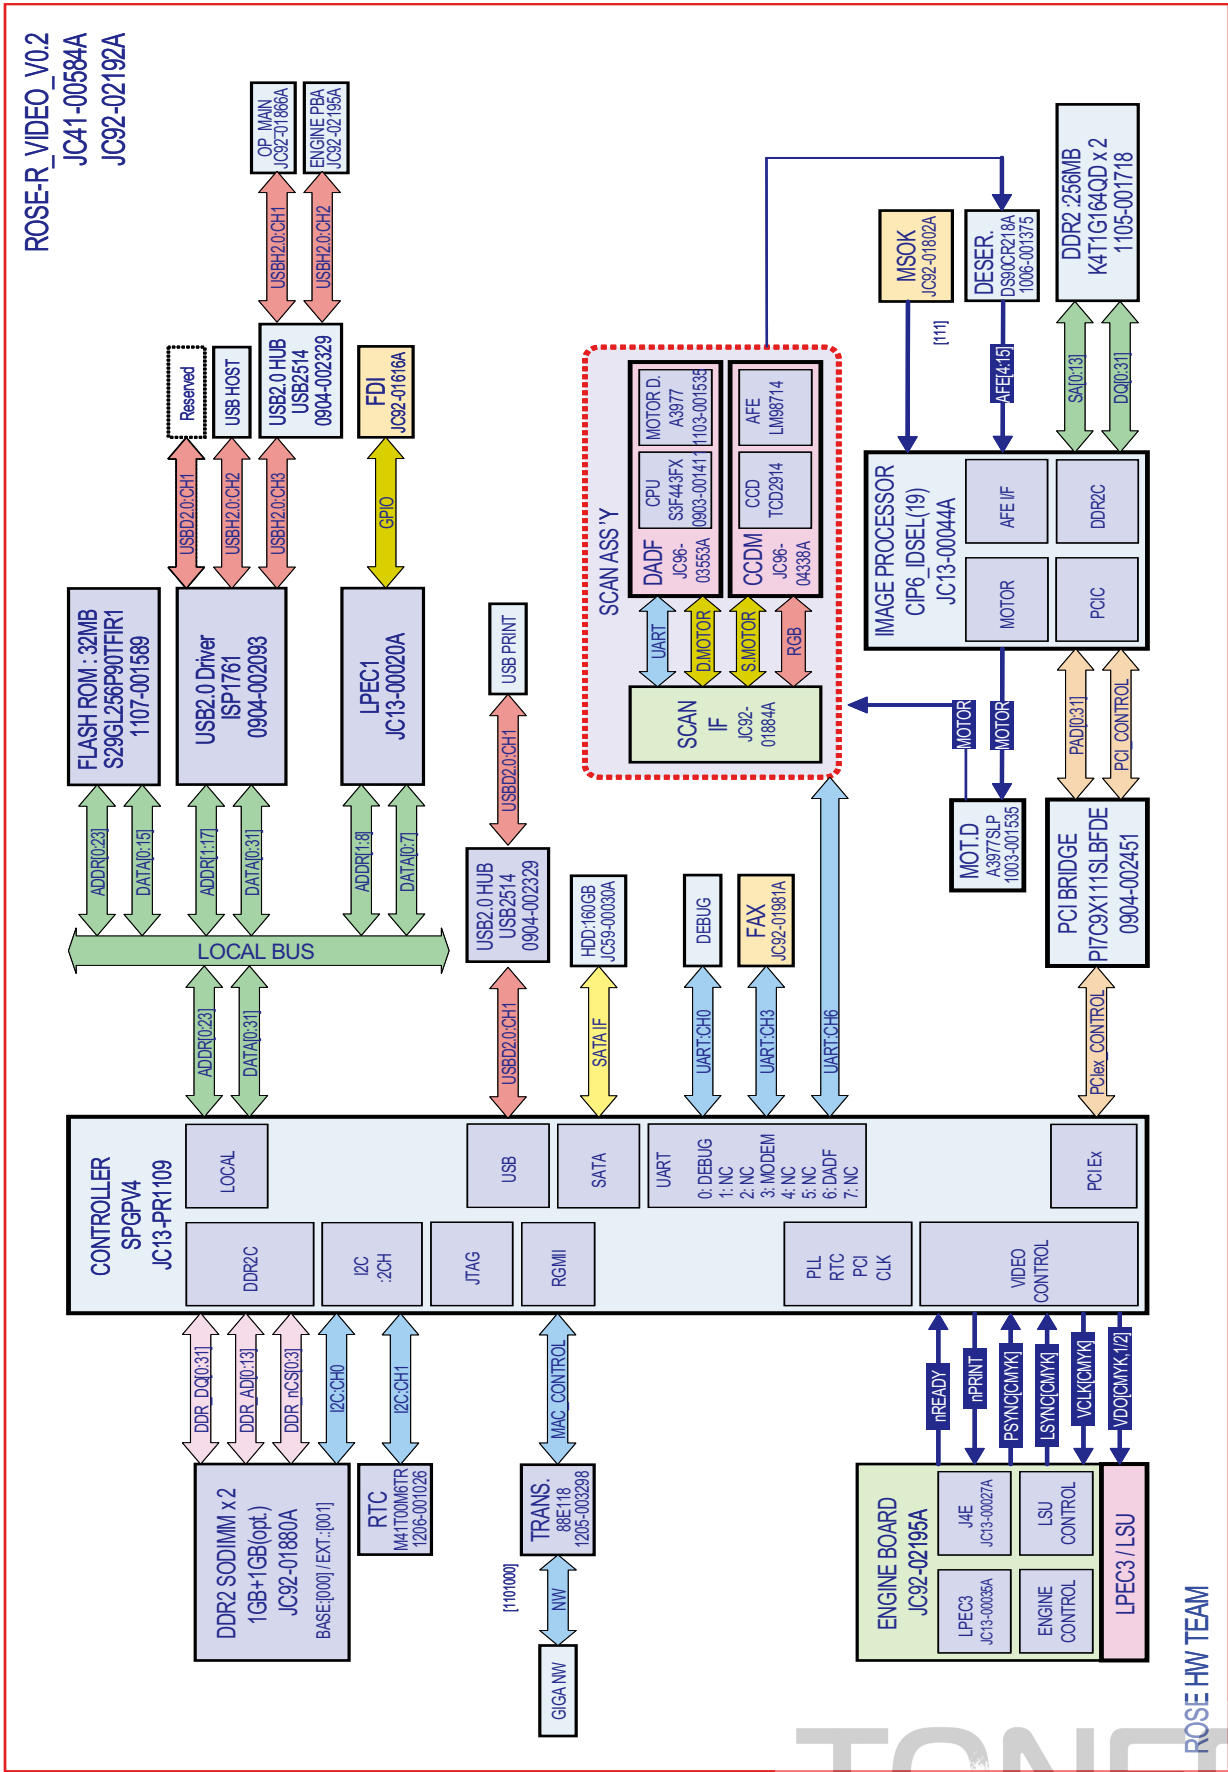 ROSE-R_VIDEO_V0.2
JC41-00584A
JC92-02192A
OP_MAIN
JC92-01866A
ENGINE PBA
JC92-02195A
USBH2.0:CH1
USBH2.0:CH2
Reserved
USB HOST
USB2.0 HUB
USB2514
0904-002329
FDI
JC92-01616A
USBD2.0:CH1
USBH2.0:CH2
USBH2.0:CH3
GPIO
FLASH ROM : 32MB
S29GL256P90TFIR1
1107-001589
USB2.0 Driver
ISP1761
0904-002093
LPEC1
JC13-00020A
USB PRINT
ADDR[0:23]
DATA[0:15]
ADDR[1:17]
DATA[0:31]
ADDR[1:8]
DATA[0:7]
USBD2.0:CH1
LOCAL BUS
USB2.0 HUB
USB2514
0904-002329
HDD:160GB
JC59-00030A
DEBUG
FAX
JC92-01981A
ADDR[0:23]
DATA[0:31]
USBD2.0:CH1
SATA IF
UART:CH0
UART:CH3
UART:CH6
PCIex_CONTROL
SCAN ASS'Y
DADF
JC96-
03553A
CPU
S3F443FX
0903-001411
MOTOR D.
A3977
1103-001535
CCDM
JC96-
04338A
CCD
TCD2914
AFE
LM98714
UART
D.MOTOR
S.MOTOR
RGB
SCAN
IF
JC92-
01884A
MSOK
JC92-01802A
[111]
DESER.
DS90CR218A
1006-001375
DDR2 :256MB
K4T1G164QD x 2
1105-001718
AFE[4:15]
SA[0:13]
DQ[0:31]
IMAGE PROCESSOR
CIP6_IDSEL(19)
JC13-00044A
MOTOR
AFE I/F
PCIC
DDR2C
MOTOR
MOTOR
PAD[0:31]
PCI_CONTROL
MOT.D
A3977SLP
1003-001535
PCI BRIDGE
PI7C9X111SLBFDE
0904-002451
CONTROLLER
SPGPV4
JC13-PR1109
LOCAL
USB
SATA
UART
0: DEBUG
1: NC
2: NC
3: MODEM
4: NC
5: NC
6: DADF
7: NC
PCI Ex
DDR2C
I2C
:2CH
JTAG
RGMII
PLL
RTC
PCI
CLK
VIDEO
CONTROL
DDR_DQ[0:31]
DDR_AD[0:13]
DDR_nCS[0:3]
I2C:CH0
I2C:CH1
MAC_CONTROL
nREADY
nPRINT
PSYNC[CMYK]
LSYNC[CMYK]
VCLK[CMYK]
VDO[CMYK,1/2]
DDR2 SODIMM x 2
1GB+1GB(opt.)
JC92-01880A
BASE:[000] / EXT.:[001]
RTC
M41T00M6TR
1206-001026
TRANS.
88E118
1205-003298
[1101000]
NW
GIGA NW
ENGINE BOARD
JC92-02195A
LPEC3
JC13-00035A
J4E
JC13-00027A
ENGINE
CONTROL
LSU
CONTROL
LPEC3 / LSU
ROSE HW TEAM